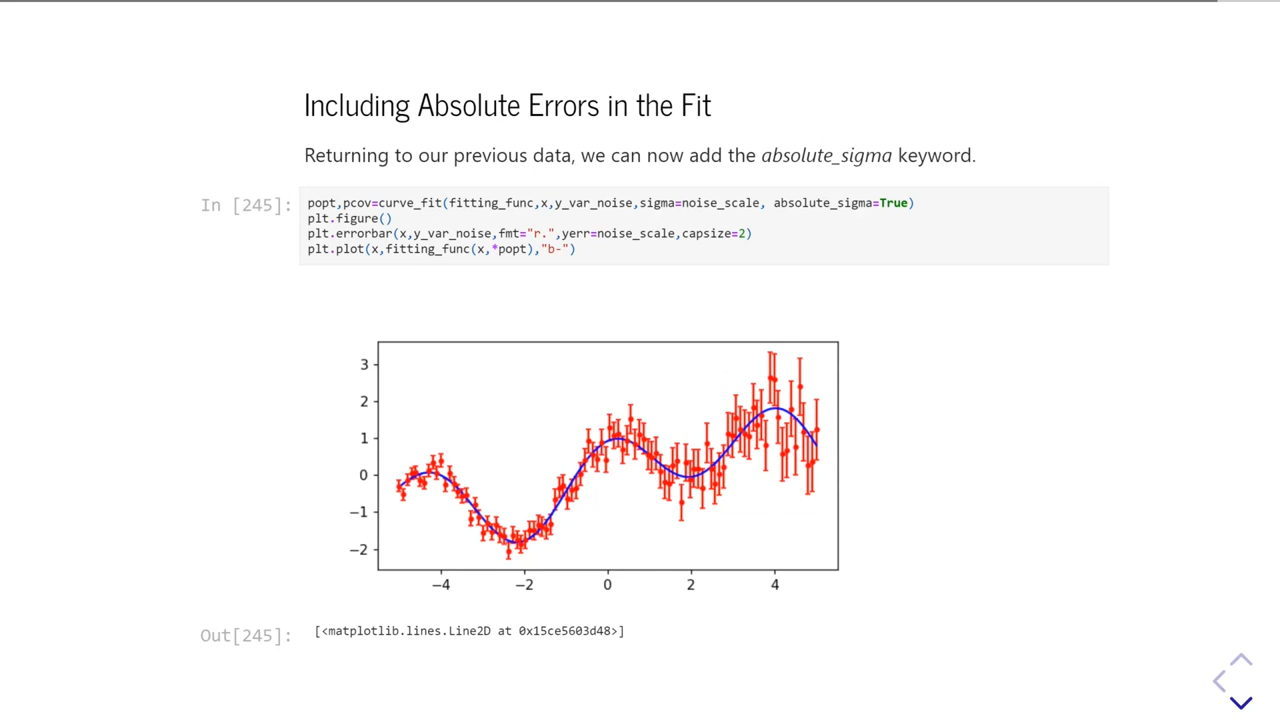 Including Absolute Errors in the Fit
Returning to our previous data, we can now add the absolute_sigma keyword.
In [245]:
popt,pcov=curve_fit(fitting_func,x,y_var_noise,sigma=noise_scale, absolute_sigma=True)
plt.figure()
plt.errorbar(x,y_var_noise,fmt="r.",yerr=noise_scale,capsize=2)
plt.plot(x,fitting_func(x,*popt),"b-")
3
2
1
0
−1
−2
−4 −2 0 2 4
Out[245]:
[<matplotlib.lines.Line2D at 0x15ce5603d48>]